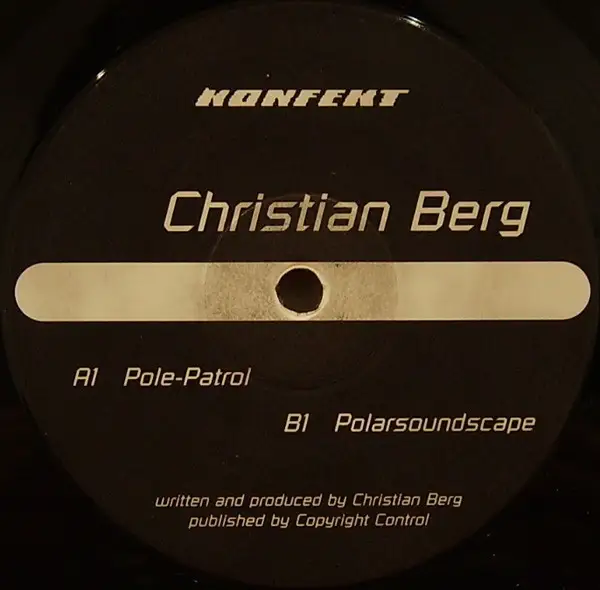 KONFEKT
Christian Berg
A1 Pole-Patrol
B1 Polarsoundscape
written and produced by Christian Berg
published by Copyright Control